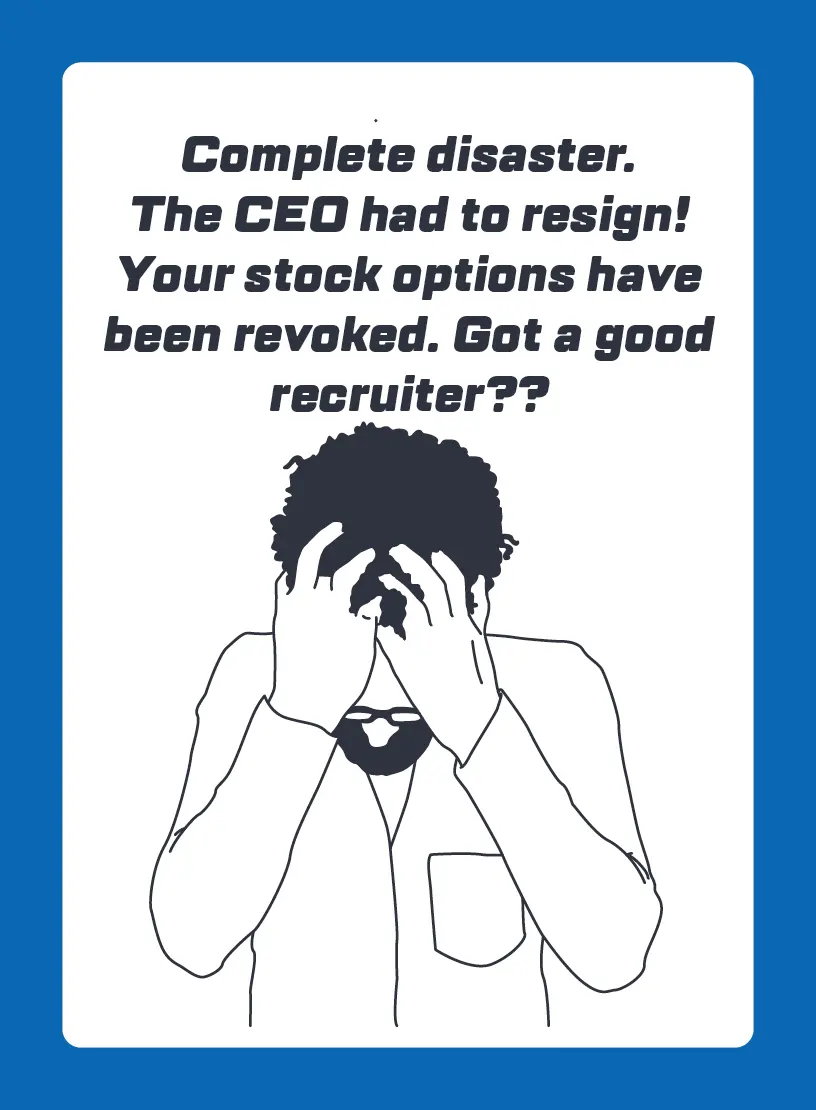 Complete disaster.
The CEO had to resign!
Your stock options have
been revoked. Got a good
recruiter??